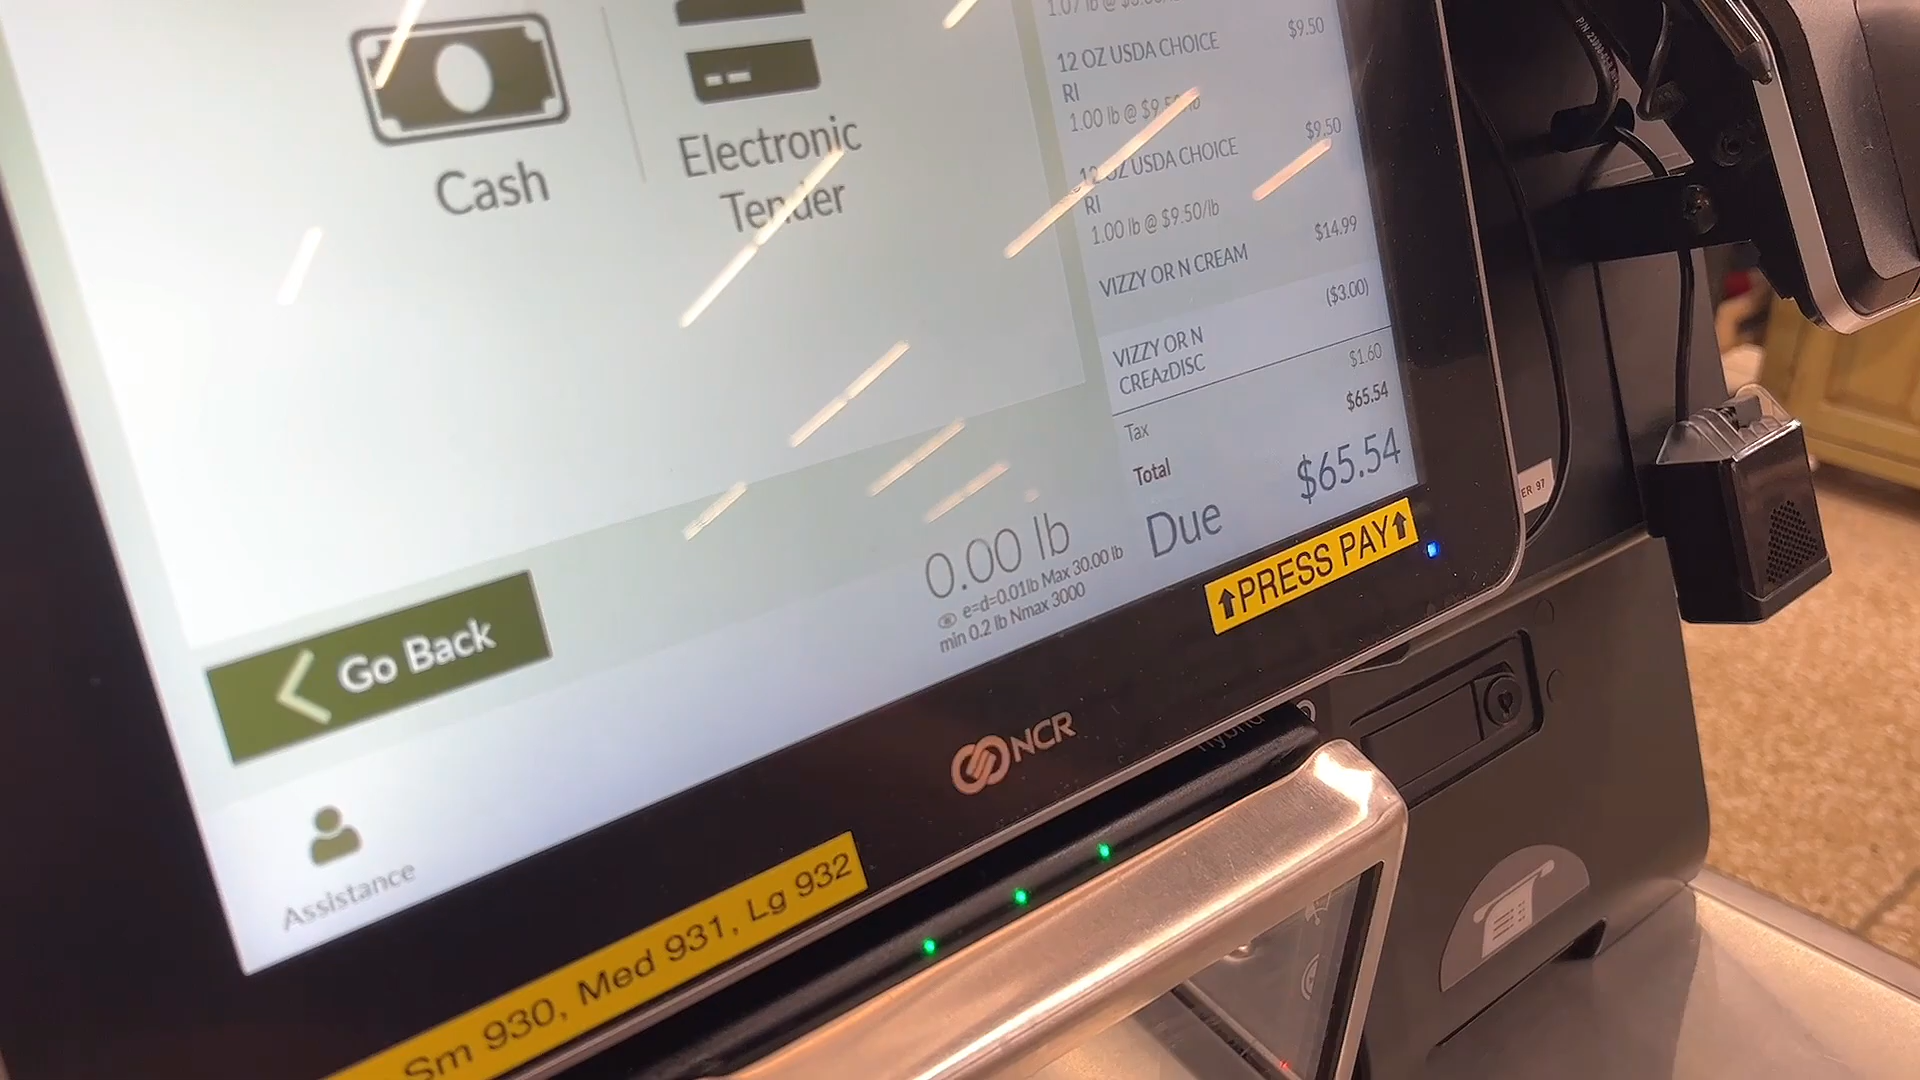 Cash
Electronic
Tender
$9.50
12 OZ USDA CHOICE
RI
1.00 lb @
$9.50
12 OZ USDA CHOICE
RI
1.00 lb @ $9.50/lb
$14.99
VIZZY OR N CREAM
($3.00)
VIZZY OR N
CREAzDISC
$1.60
Tax
$65.54
Total
$65.54
Due
0.00 lb
e=d=0.01lb Max 30.00 lb
min 0.2 lb Nmax 3000
↑PRESS PAY↑
Go Back
NCR
Assistance
Sm 930, Med 931, Lg 932
ER 97